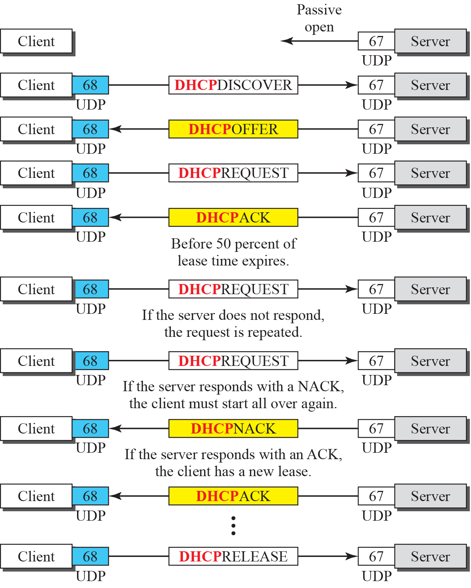 Passive
open
Client 67 Server
UDP
Client 68 DHCPDISCOVER 67 Server
UDP UDP
Client 68 DHCPOFFER 67 Server
UDP UDP
Client 68 DHCPREQUEST 67 Server
UDP UDP
Client 68 DHCPACK 67 Server
UDP UDP
Before 50 percent of
lease time expires.
Client 68 DHCPREQUEST 67 Server
UDP UDP
If the server does not respond,
the request is repeated.
Client 68 DHCPREQUEST 67 Server
UDP UDP
If the server responds with a NACK,
the client must start all over again.
Client 68 DHCPNACK 67 Server
UDP UDP
If the server responds with an ACK,
the client has a new lease.
Client 68 DHCPACK 67 Server
UDP UDP
Client 68 DHCPRELEASE 67 Server
UDP UDP